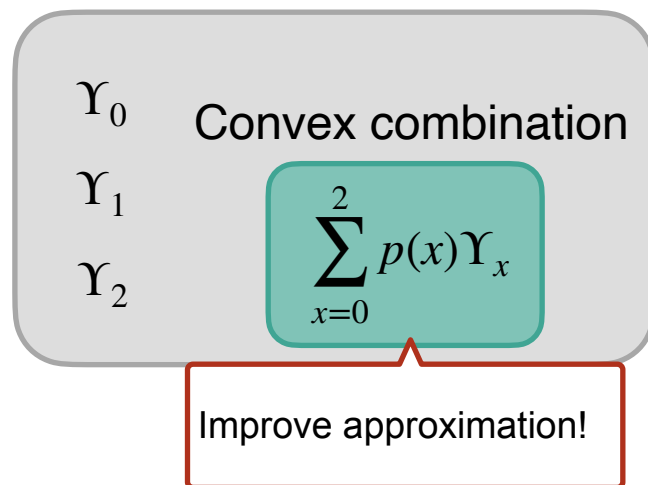 ϒ₀
Convex combination
ϒ₁
ϒ₂
∑_{x=0}^{2} p(x)ϒₓ
Improve approximation!